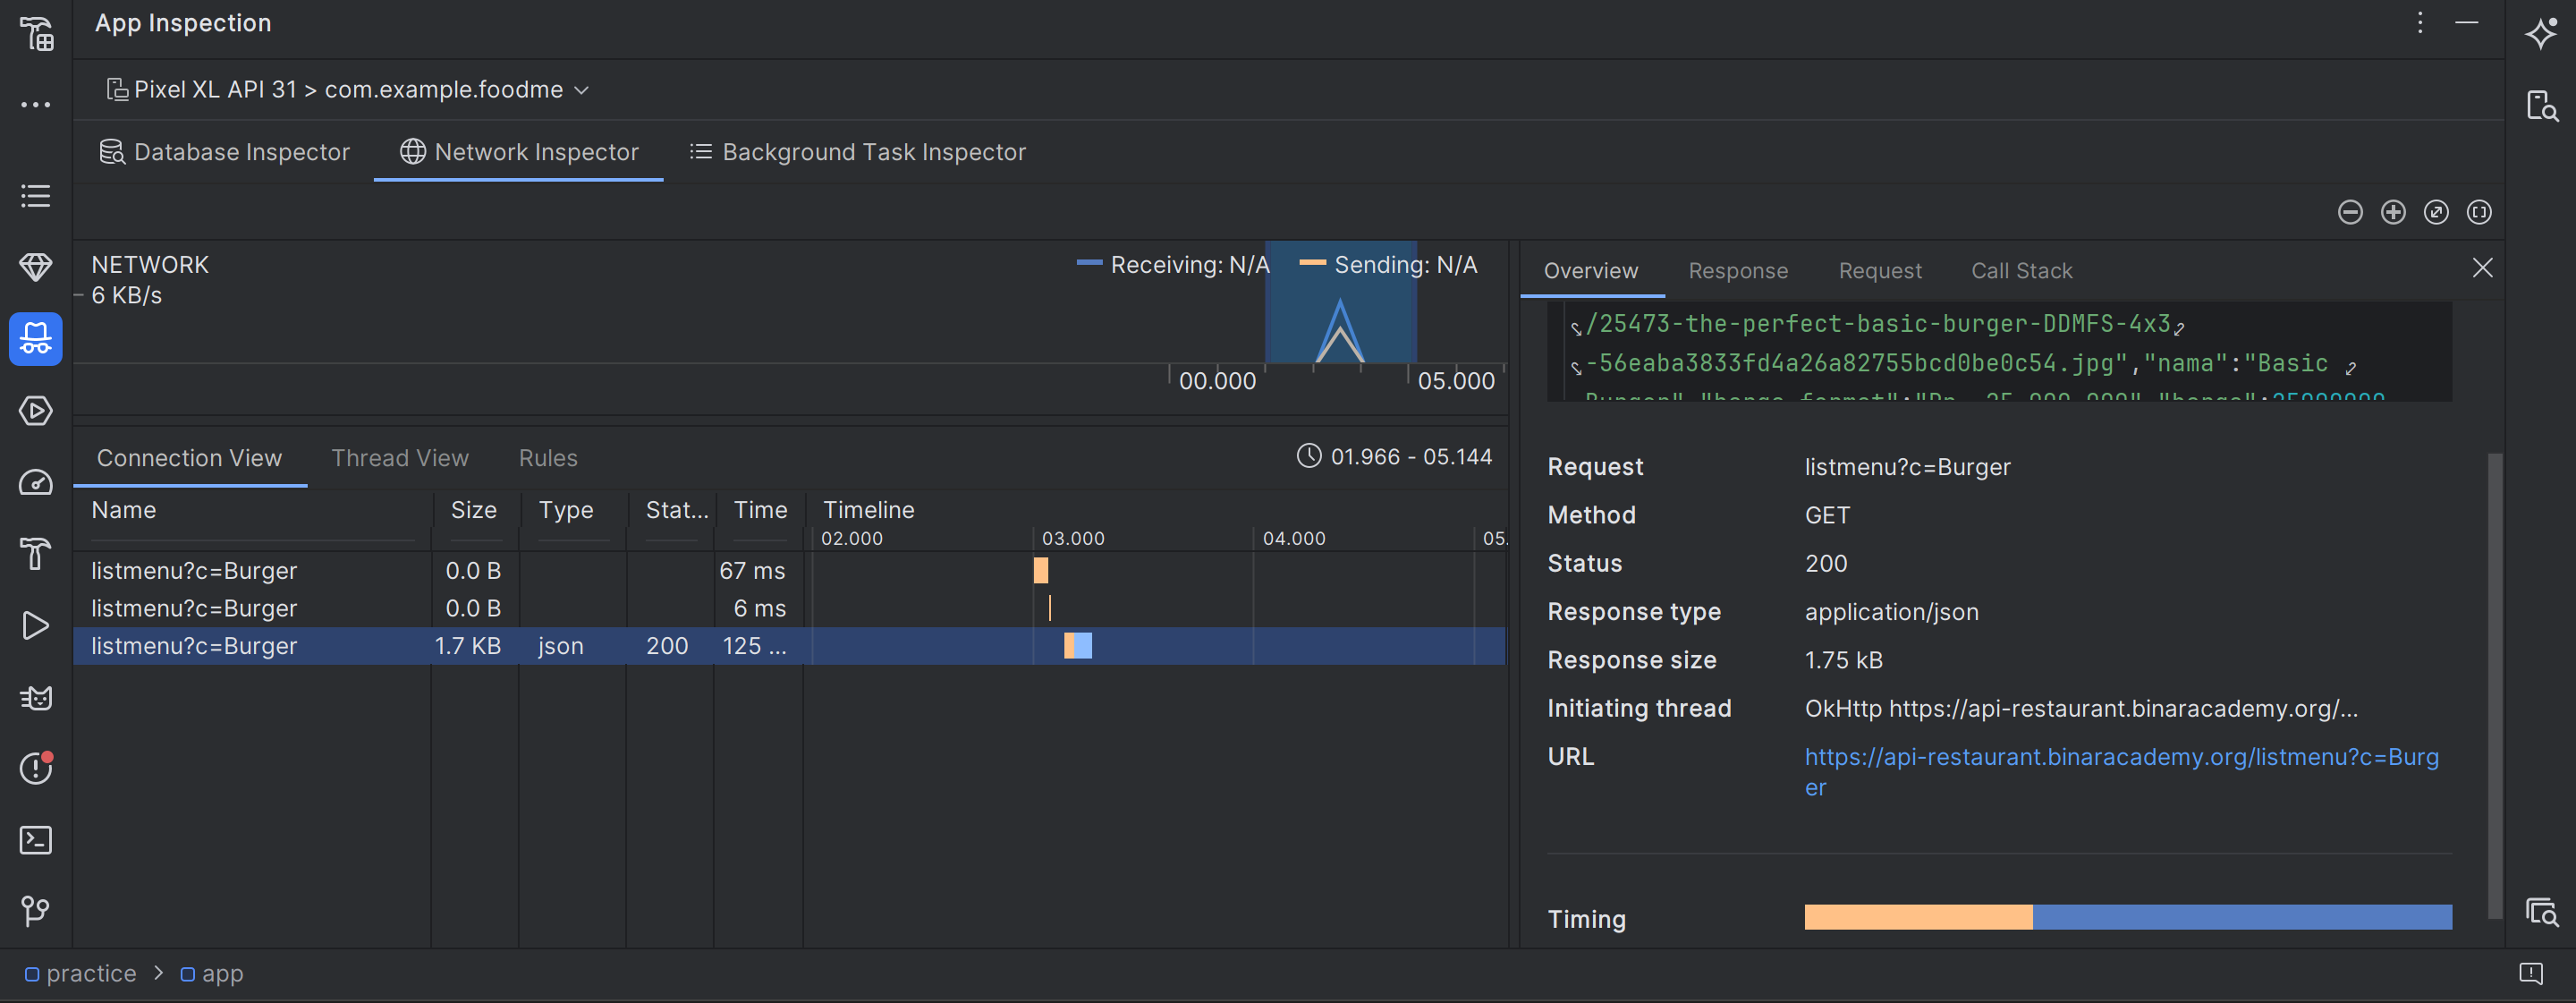 App Inspection
Pixel XL API 31 > com.example.foodme
Database Inspector
Network Inspector
Background Task Inspector
NETWORK
6 KB/s
Receiving: N/A
Sending: N/A
00.000
05.000
Connection View
Thread View
Rules
01.966 - 05.144
Name
Size
Type
Stat...
Time
Timeline
02.000
03.000
04.000
05.
listmenu?c=Burger 0.0 B 67 ms
listmenu?c=Burger 0.0 B 6 ms
listmenu?c=Burger 1.7 KB json 200 125 ...
Overview
Response
Request
Call Stack
/25473-the-perfect-basic-burger-DDMFS-4x3
-56eaba3833fd4a26a82755bcd0be0c54.jpg","nama":"Basic
Request listmenu?c=Burger
Method GET
Status 200
Response type application/json
Response size 1.75 kB
Initiating thread OkHttp https://api-restaurant.binaracademy.org/...
URL https://api-restaurant.binaracademy.org/listmenu?c=Burg
er
Timing
practice > app